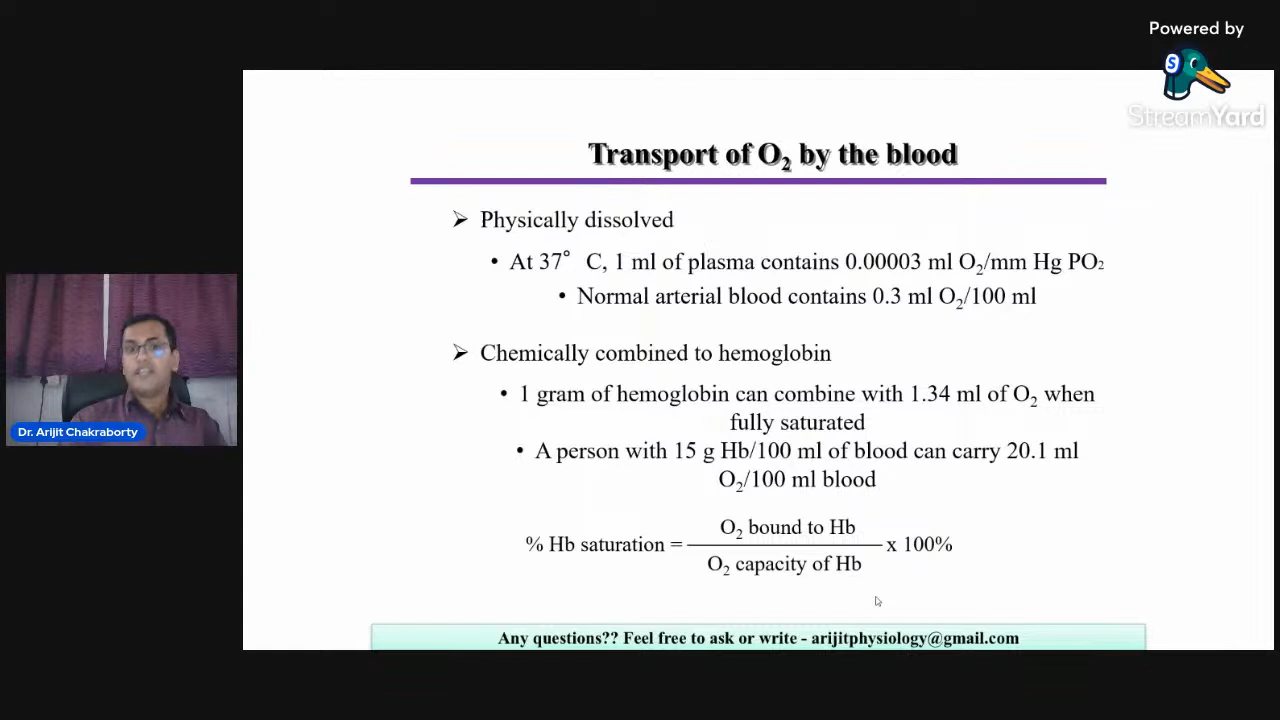 Powered by
S
StreamYard
Transport of O₂ by the blood
➢ Physically dissolved
• At 37° C, 1 ml of plasma contains 0.00003 ml O₂/mm Hg PO₂
• Normal arterial blood contains 0.3 ml O₂/100 ml
➢ Chemically combined to hemoglobin
• 1 gram of hemoglobin can combine with 1.34 ml of O₂ when
fully saturated
• A person with 15 g Hb/100 ml of blood can carry 20.1 ml
O₂/100 ml blood
O₂ bound to Hb
% Hb saturation = x 100%
O₂ capacity of Hb
Any questions?? Feel free to ask or write - arijitphysiology@gmail.com
Dr. Arijit Chakraborty